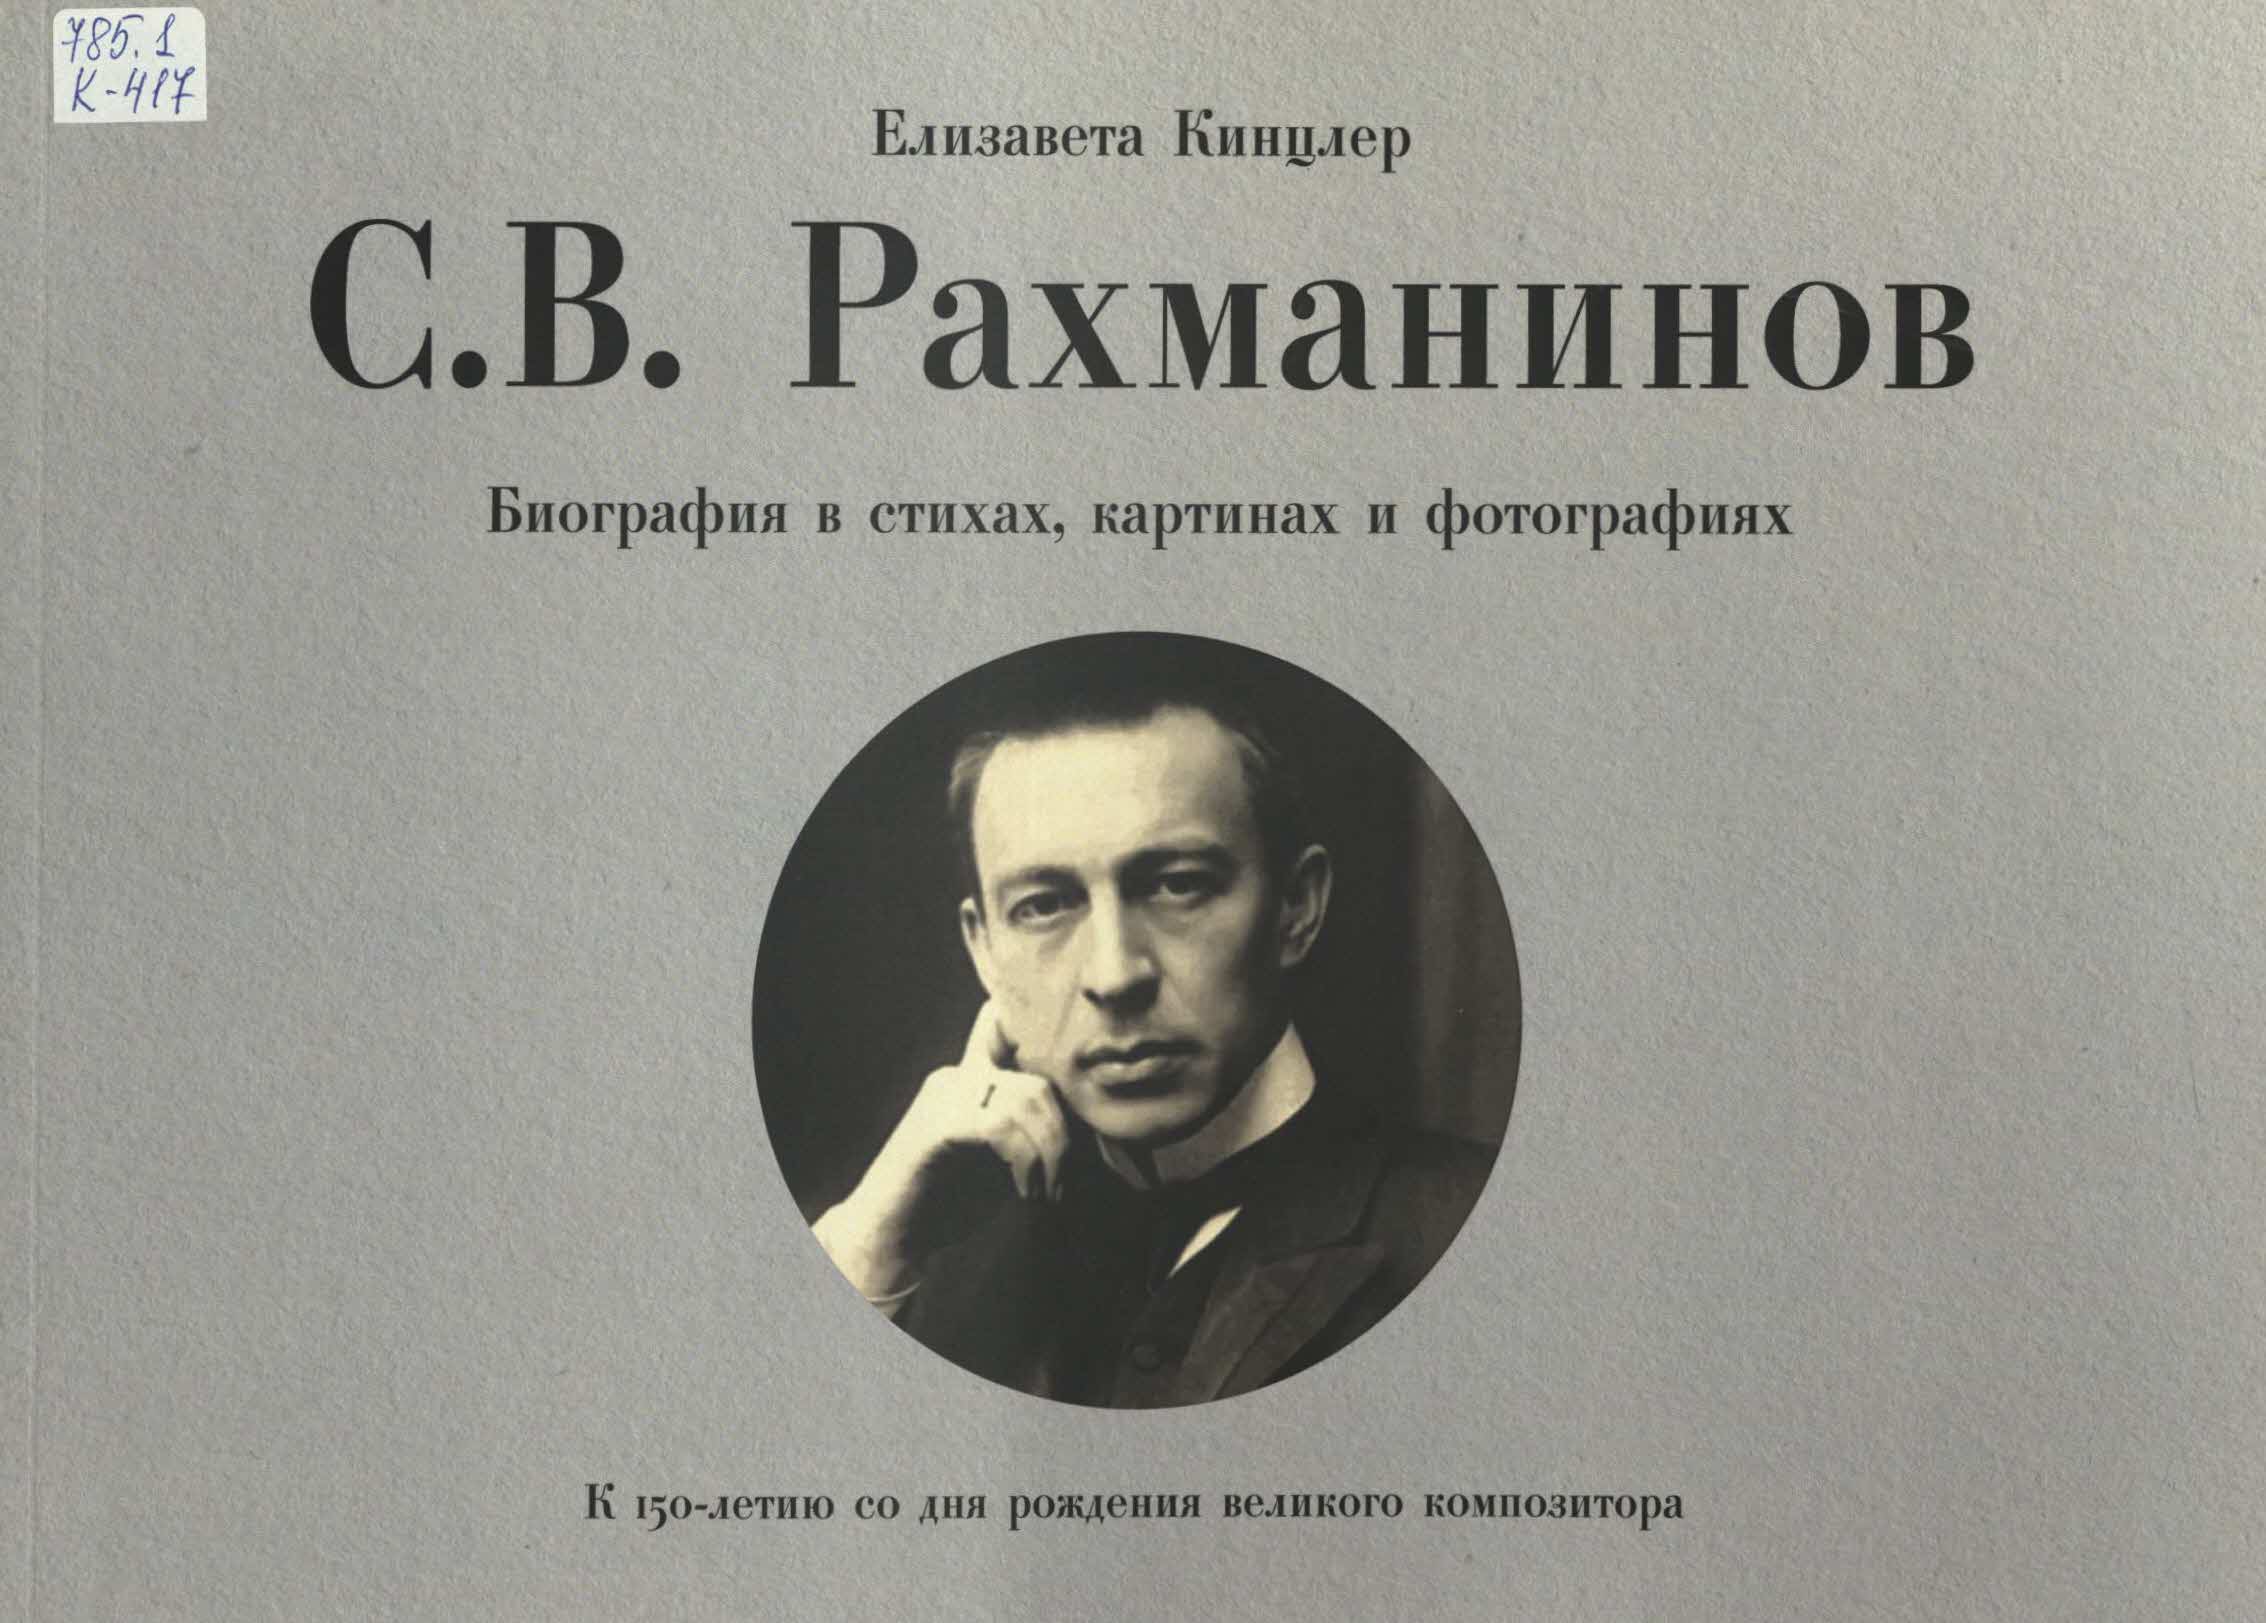 785.1
К-417
Елизавета Кинцлер
С.В. Рахманинов
Биография в стихах, картинах и фотографиях
К 150-летию со дня рождения великого композитора